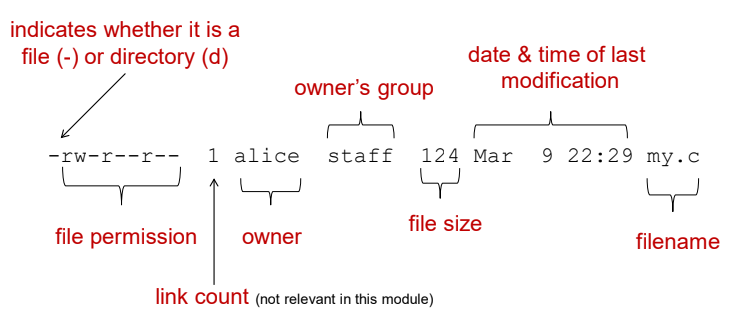 indicates whether it is a
file (-) or directory (d)
date & time of last
modification
owner’s group
-rw-r--r-- 1 alice staff 124 Mar 9 22:29 my.c
file permission
owner
file size
filename
link count (not relevant in this module)